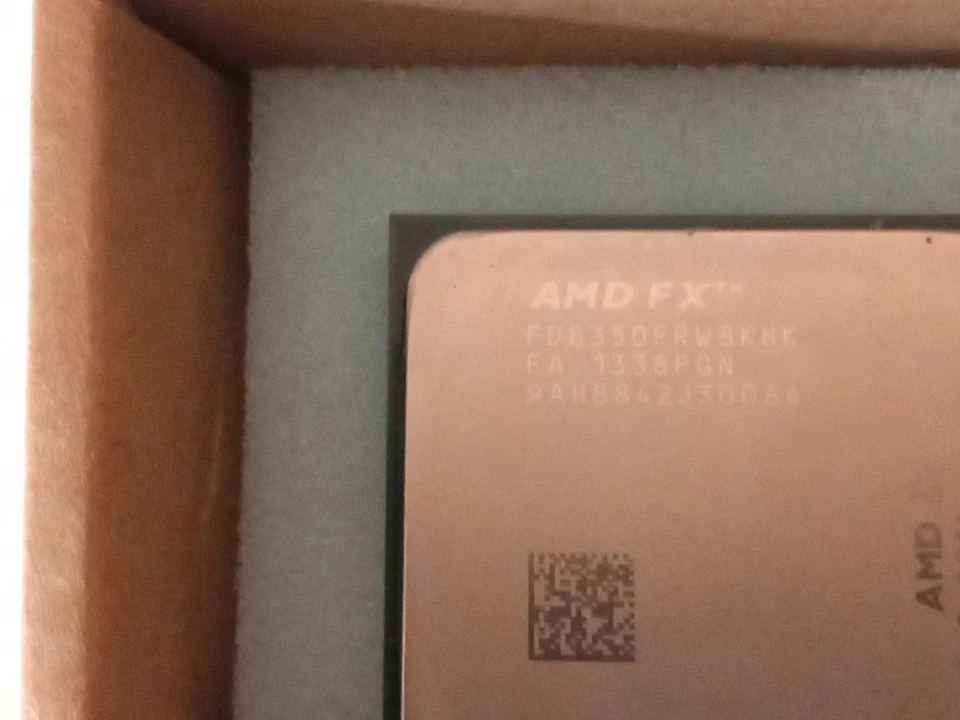 AMD FX™
FD8350FRW8KHK
FA 1338PGN
9AH8842J30068
AMD